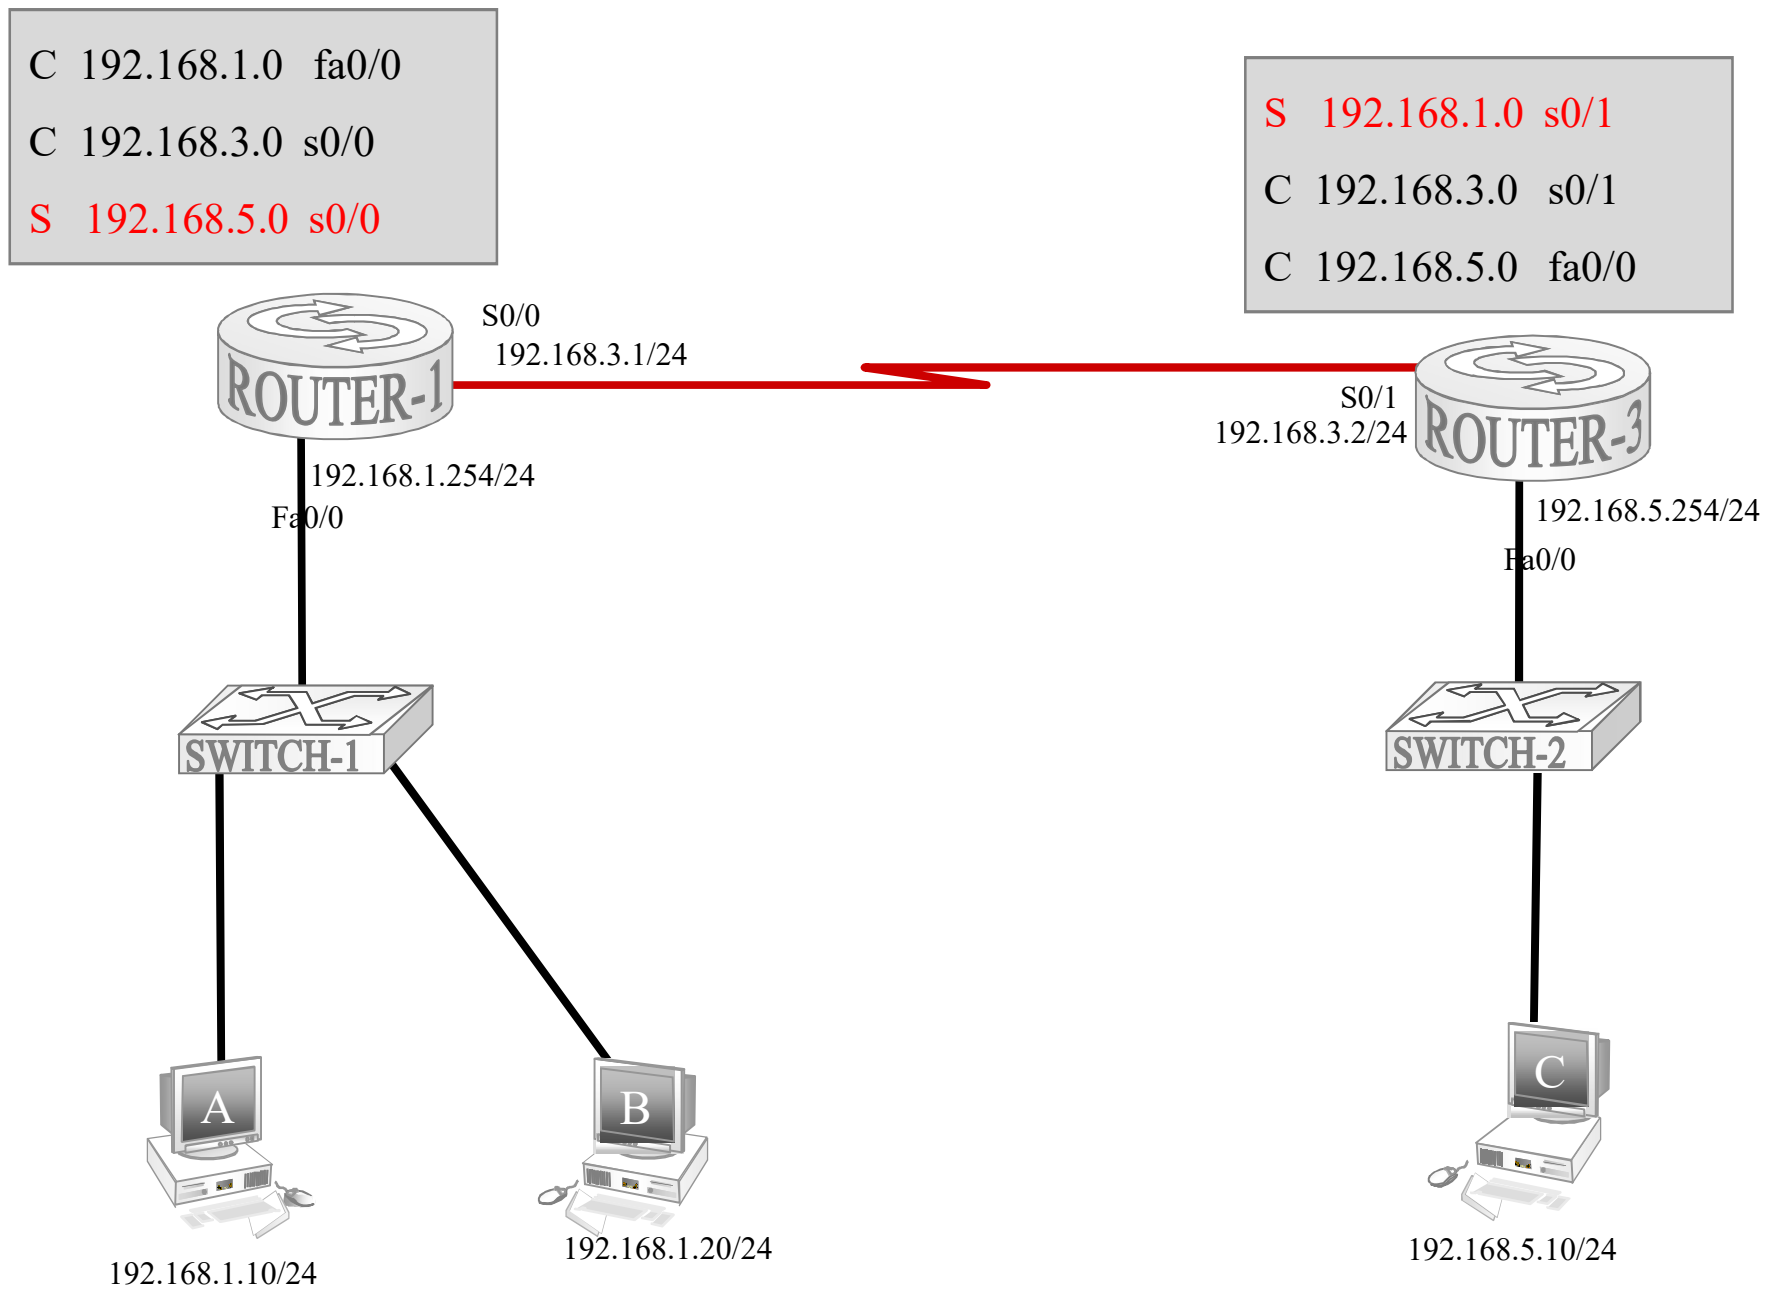 C 192.168.1.0 fa0/0
C 192.168.3.0 s0/0
S 192.168.5.0 s0/0
S 192.168.1.0 s0/1
C 192.168.3.0 s0/1
C 192.168.5.0 fa0/0
S0/0
192.168.3.1/24
ROUTER-1
S0/1
192.168.3.2/24
ROUTER-3
192.168.1.254/24
Fa0/0
192.168.5.254/24
Fa0/0
SWITCH-1
SWITCH-2
A
B
C
192.168.1.10/24
192.168.1.20/24
192.168.5.10/24